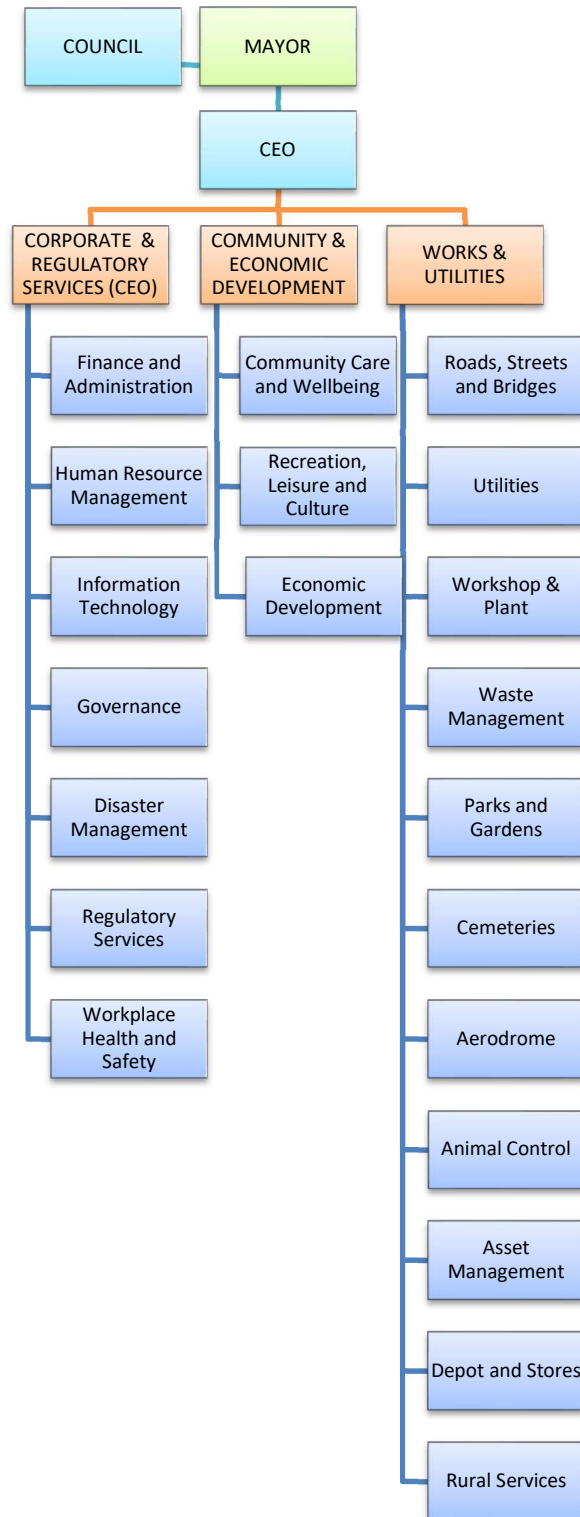 COUNCIL
MAYOR
CEO
CORPORATE &
REGULATORY
SERVICES (CEO)
COMMUNITY &
ECONOMIC
DEVELOPMENT
WORKS &
UTILITIES
Finance and
Administration
Human Resource
Management
Information
Technology
Governance
Disaster
Management
Regulatory
Services
Workplace
Health and
Safety
Community Care
and Wellbeing
Recreation,
Leisure and
Culture
Economic
Development
Roads, Streets
and Bridges
Utilities
Workshop &
Plant
Waste
Management
Parks and
Gardens
Cemeteries
Aerodrome
Animal Control
Asset
Management
Depot and Stores
Rural Services